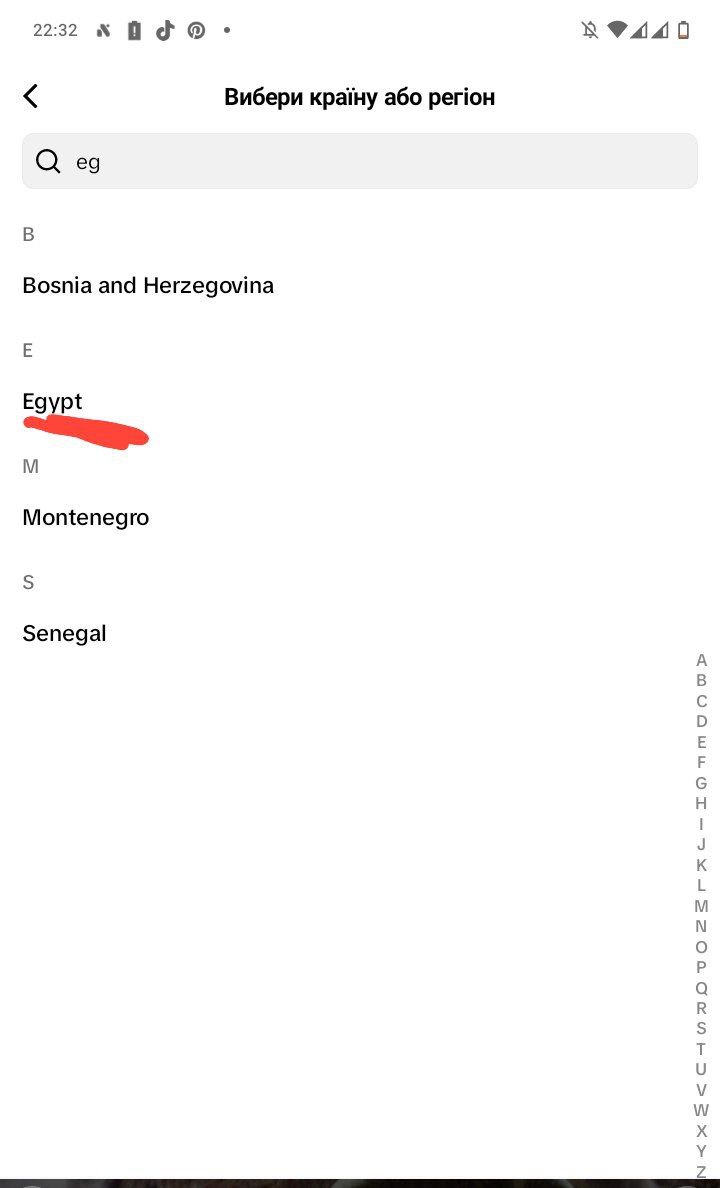 22:32
Вибери країну або регіон
eg
B
Bosnia and Herzegovina
E
Egypt
M
Montenegro
S
Senegal
A
B
C
D
E
F
G
H
I
J
K
L
M
N
O
P
Q
R
S
T
U
V
W
X
Y
Z